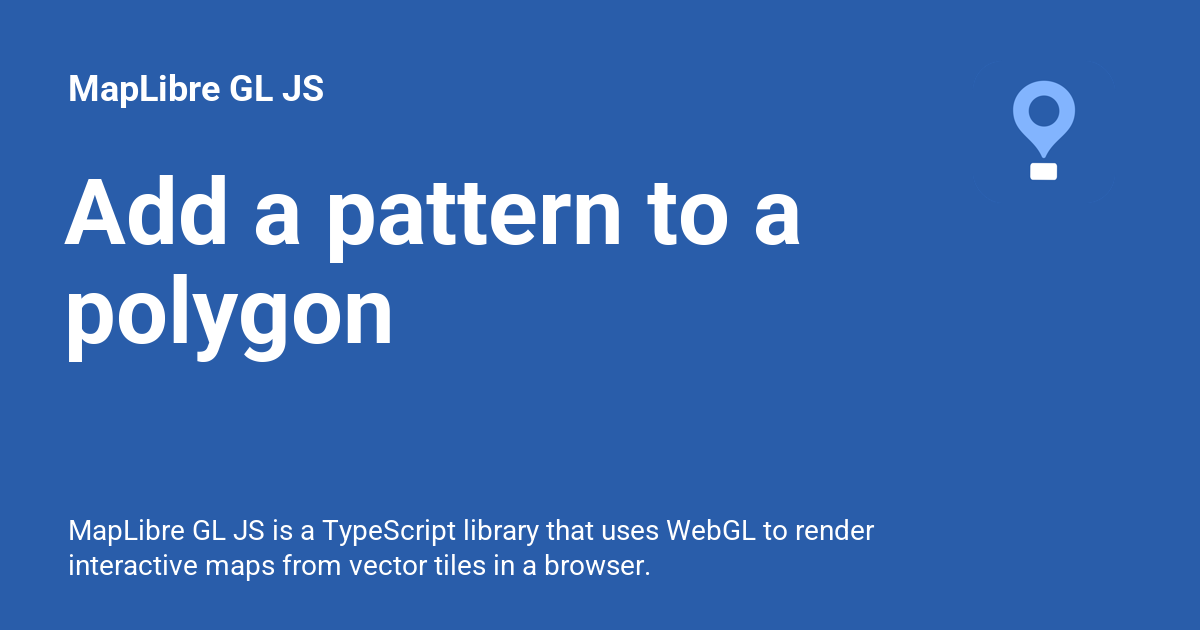 MapLibre GL JS
Add a pattern to a
polygon
MapLibre GL JS is a TypeScript library that uses WebGL to render
interactive maps from vector tiles in a browser.